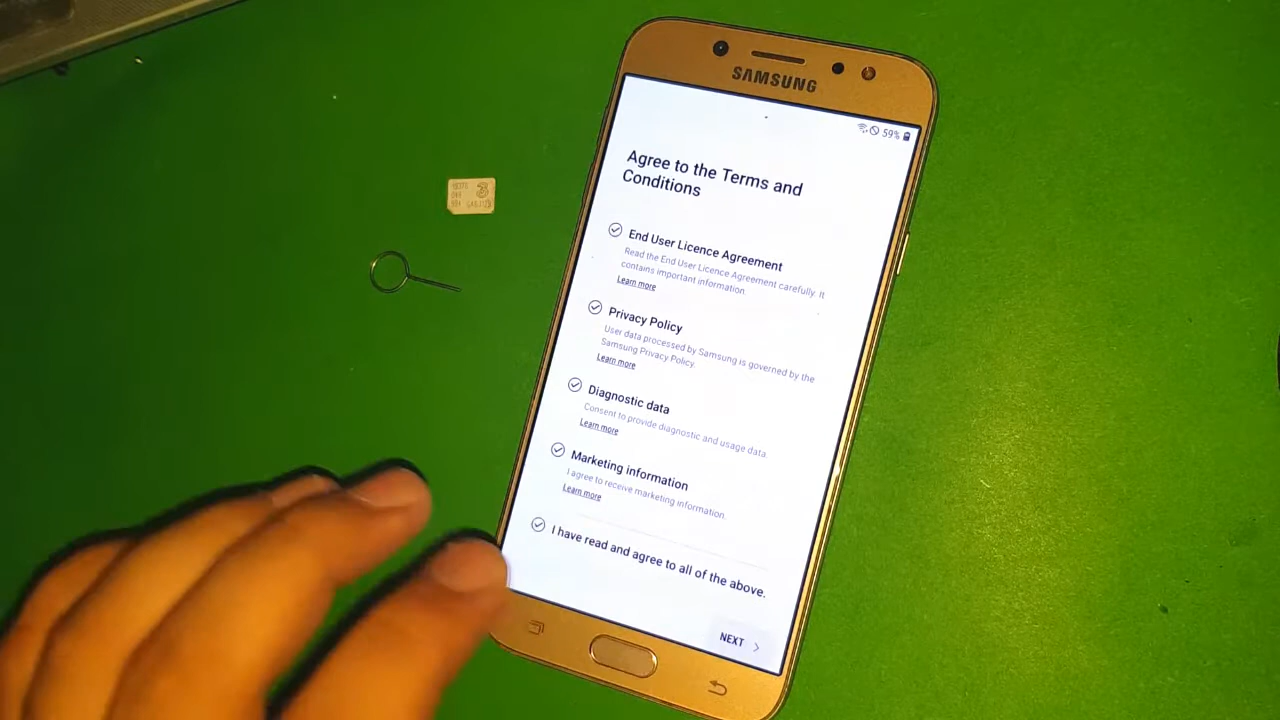 SAMSUNG
59%
Agree to the Terms and
Conditions
End User Licence Agreement
Read the End User Licence Agreement carefully. It
contains important information.
Learn more
Privacy Policy
User data processed by Samsung is governed by the
Samsung Privacy Policy.
Learn more
Diagnostic data
Consent to provide diagnostic and usage data.
Learn more
Marketing information
I agree to receive marketing information.
Learn more
I have read and agree to all of the above.
NEXT
3